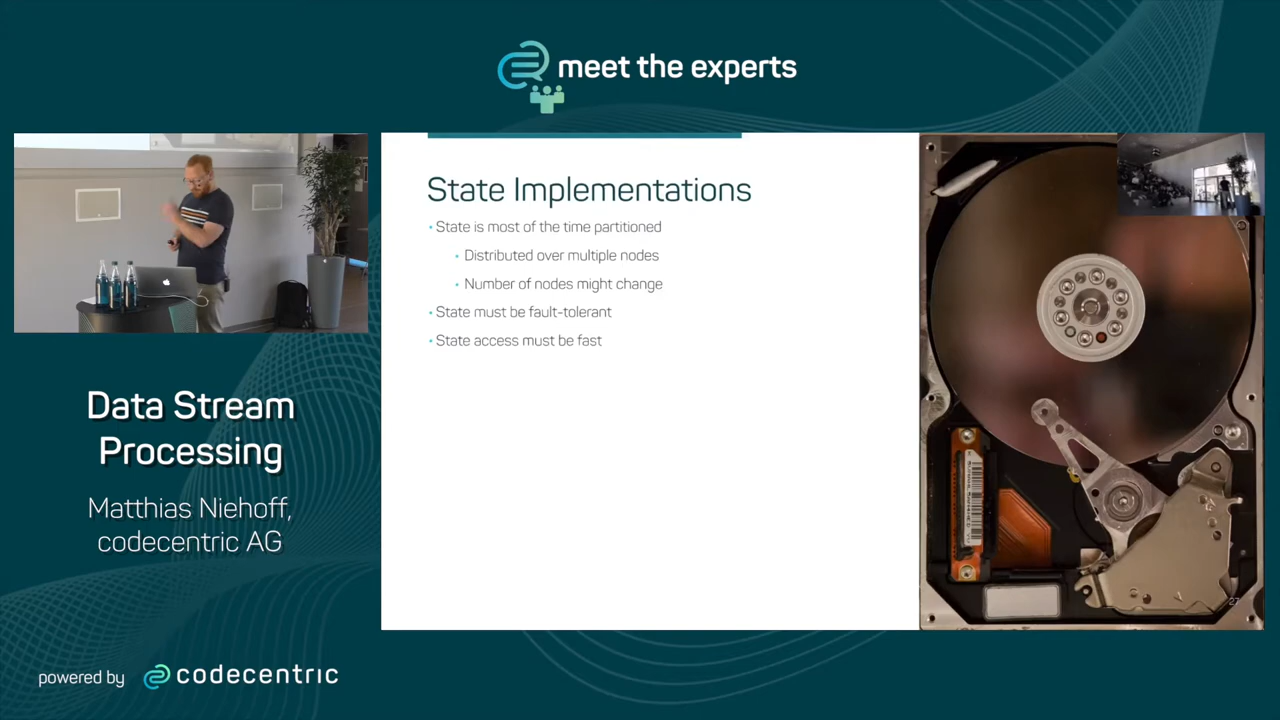 meet the experts
State Implementations
• State is most of the time partitioned
• Distributed over multiple nodes
• Number of nodes might change
• State must be fault-tolerant
• State access must be fast
27
Data Stream
Processing
Matthias Niehoff,
codecentric AG
powered by codecentric